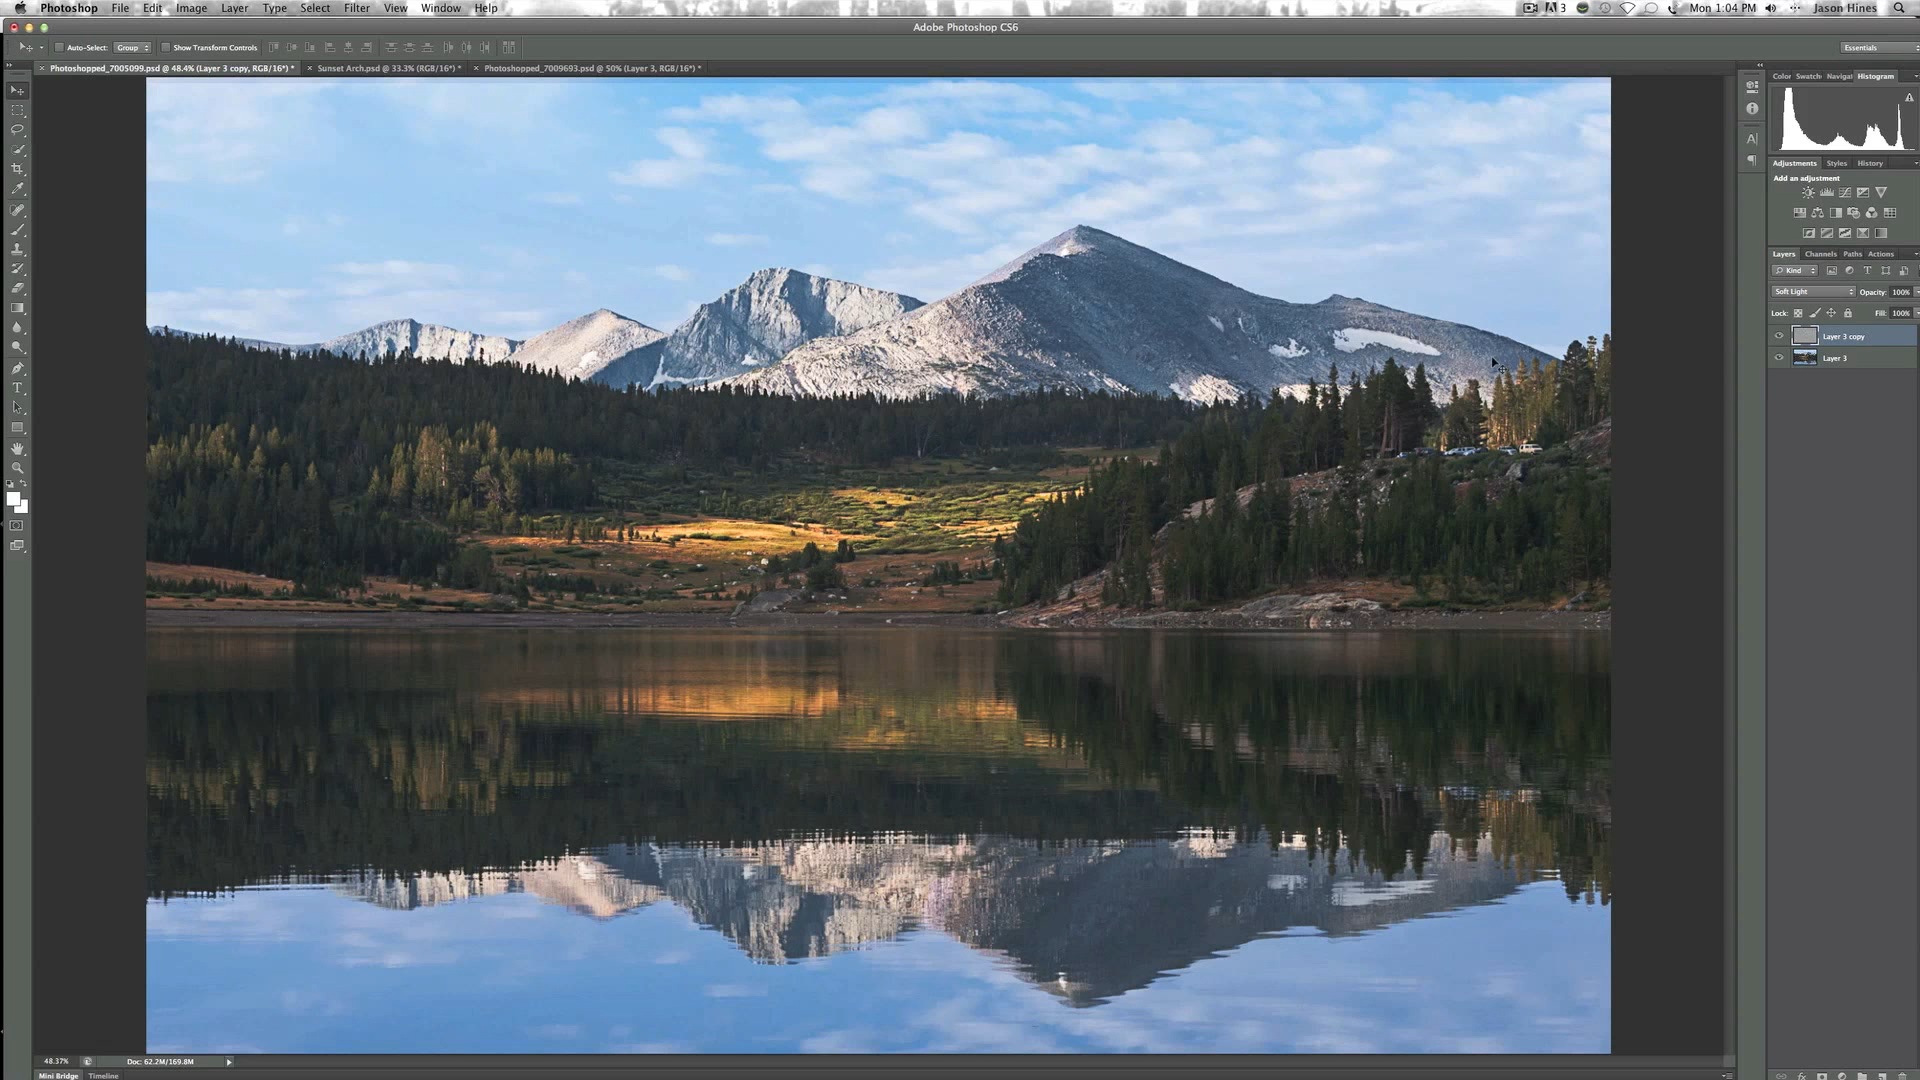 Photoshop File Edit Image Layer Type Select Filter View Window Help
3 Mon 1:04 PM Jason Hines
Adobe Photoshop CS6
Auto-Select: Group Show Transform Controls Essentials
Photoshopped_7005099.psd @ 48.4% (Layer 3 copy, RGB/16*) * Sunset Arch.psd @ 33.3% (RGB/16*) * Photoshopped_7009693.psd @ 50% (Layer 3, RGB/16*) *
Color Swatch Navigat Histogram
Adjustments Styles History
Add an adjustment
Layers Channels Paths Actions
Kind
Soft Light Opacity: 100%
Lock: Fill: 100%
Layer 3 copy
Layer 3
48.37% Doc: 62.2M/169.8M
Mini Bridge Timeline